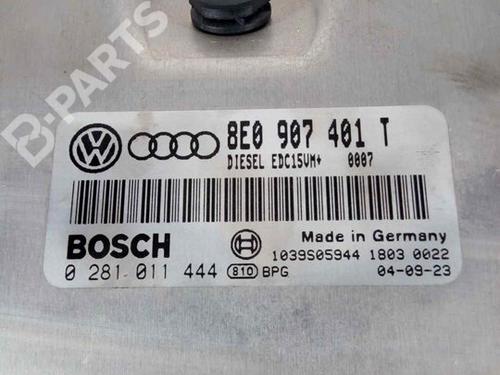 B-PARTS
8E0 907 401 T
DIESEL EDC15VM+ 0007
BOSCH
Made in Germany
1039S05944 1803 0022
0 281 011 444 810 BPG 04-09-23